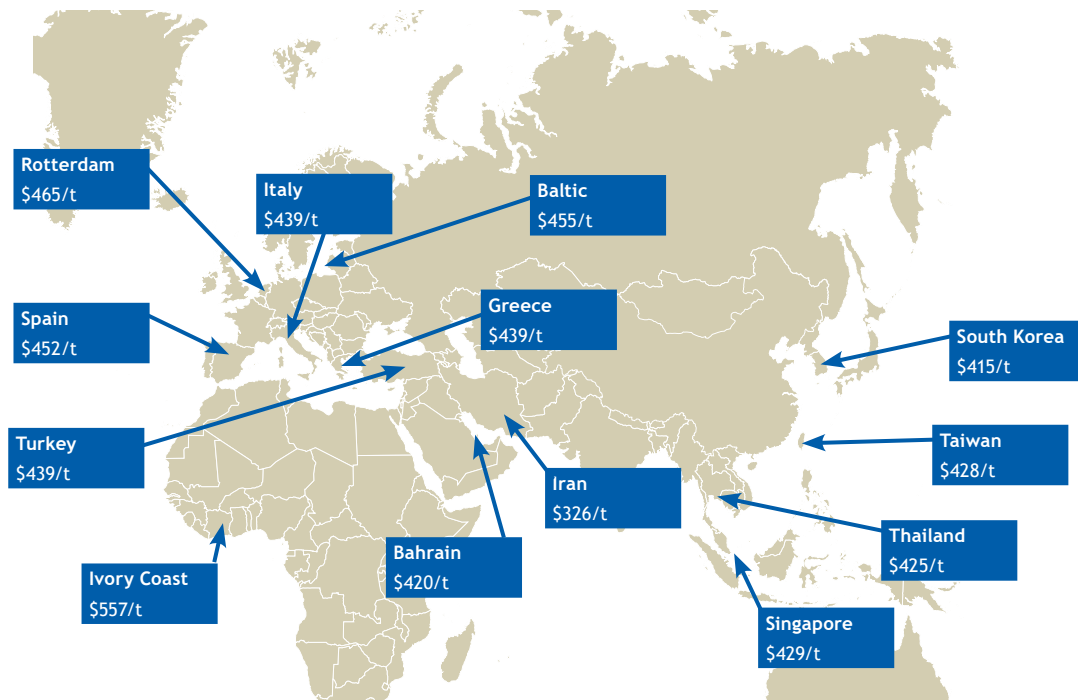 Rotterdam
$465/t
Italy
$439/t
Baltic
$455/t
Spain
$452/t
Greece
$439/t
South Korea
$415/t
Turkey
$439/t
Taiwan
$428/t
Iran
$326/t
Thailand
$425/t
Bahrain
$420/t
Ivory Coast
$557/t
Singapore
$429/t